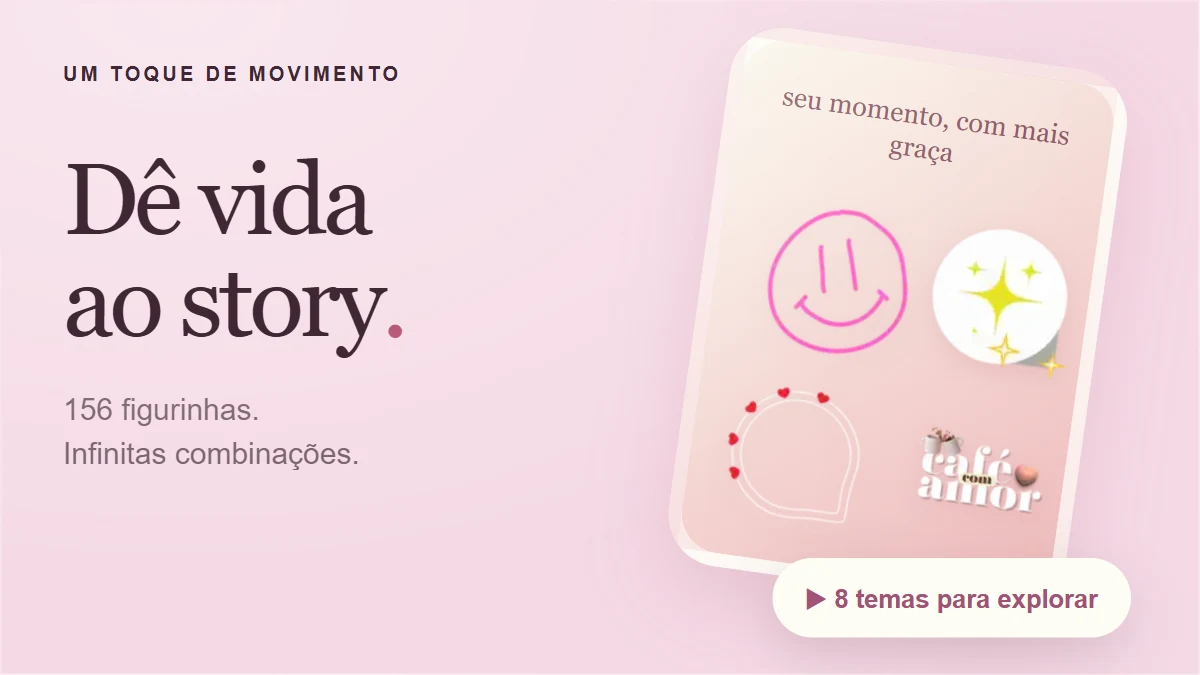 UM TOQUE DE MOVIMENTO
Dê vida
ao story.
156 figurinhas.
Infinitas combinações.
seu momento, com mais
graça
café
com
amor
▶ 8 temas para explorar